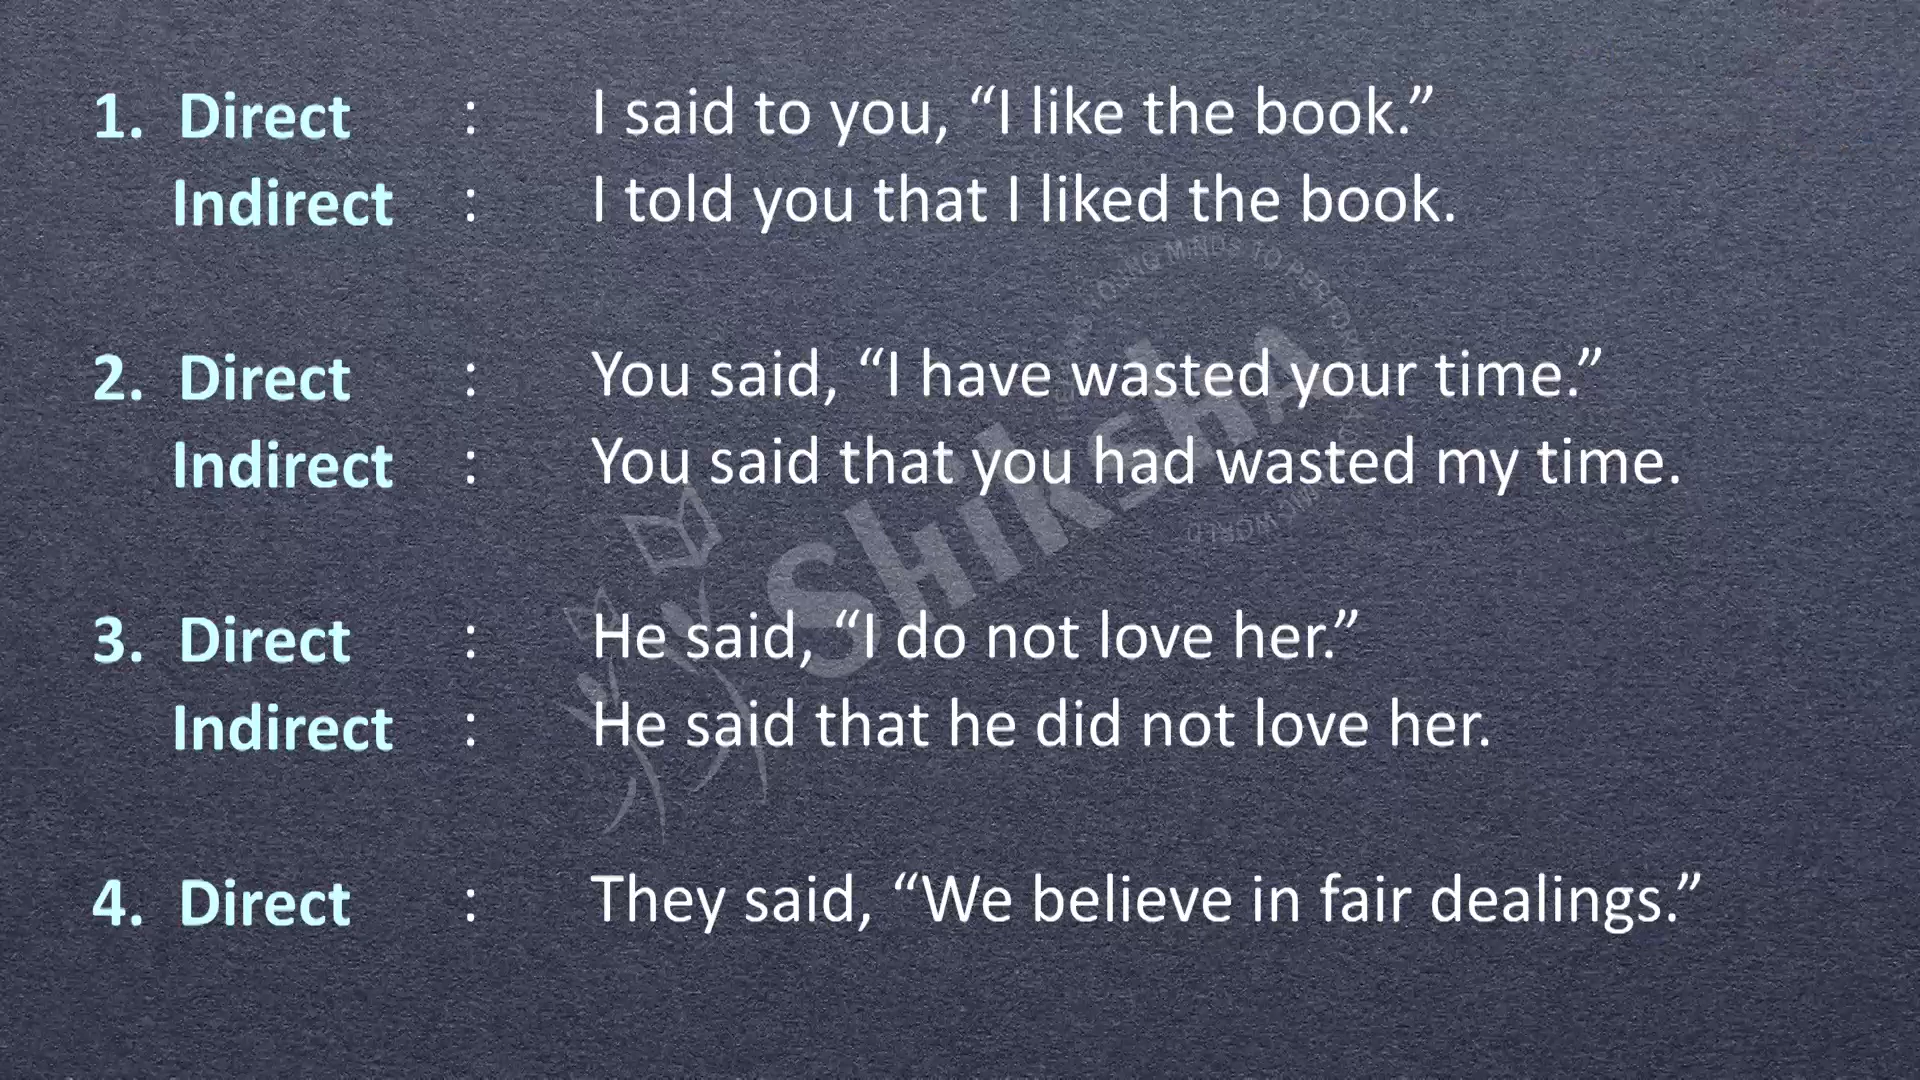 1. Direct : I said to you, “I like the book.”
Indirect : I told you that I liked the book.
2. Direct : You said, “I have wasted your time.”
Indirect : You said that you had wasted my time.
3. Direct : He said, “I do not love her.”
Indirect : He said that he did not love her.
4. Direct : They said, “We believe in fair dealings.”
ShikshA